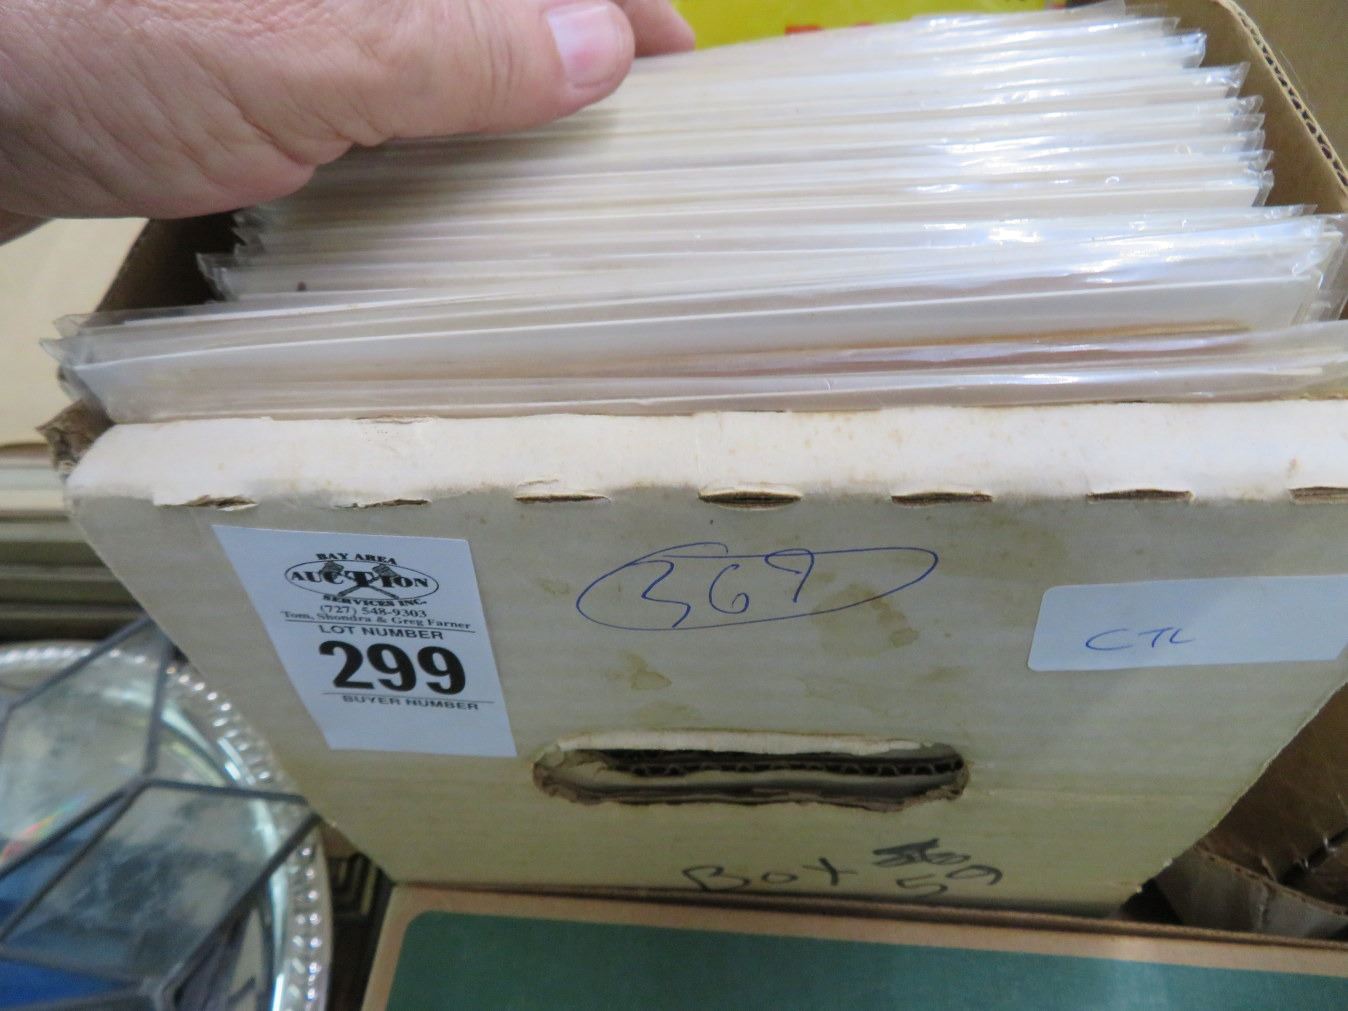 BAY AREA
AUCTION
SERVICES INC.
(727) 548-9303
Tom, Shondra & Greg Farner
LOT NUMBER
299
BUYER NUMBER
369
CTL
Box
59